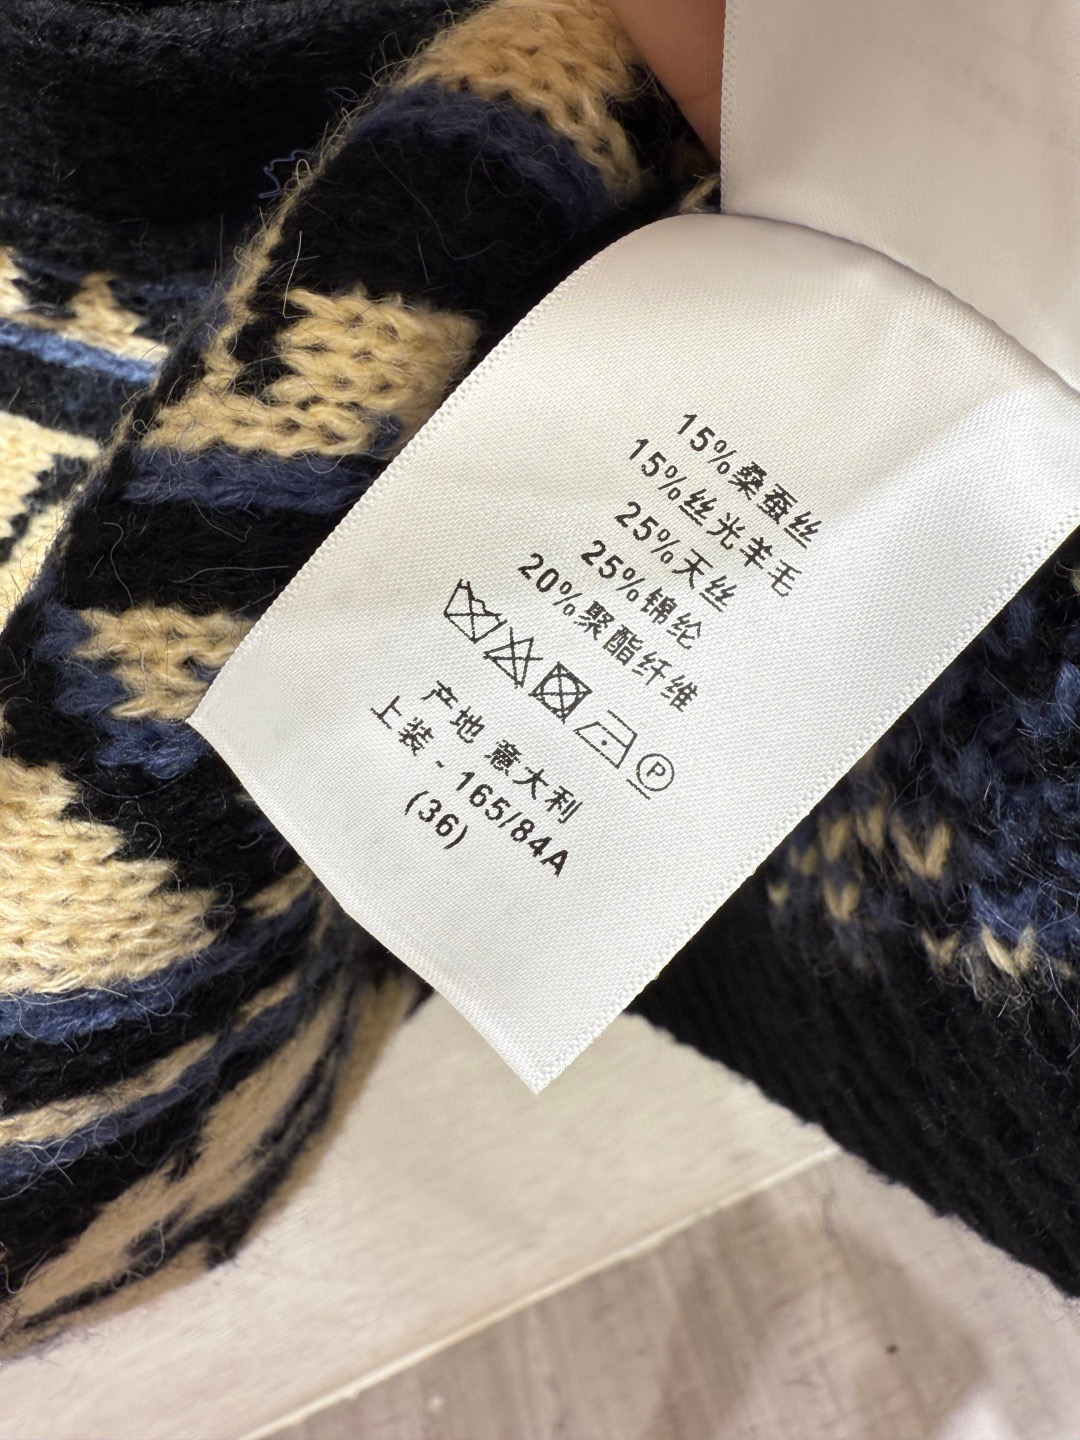 15%桑蚕丝
15%丝光羊毛
25%天丝
25%锦纶
20%聚酯纤维
P
产地 意大利
上装 - 165/84A
(36)